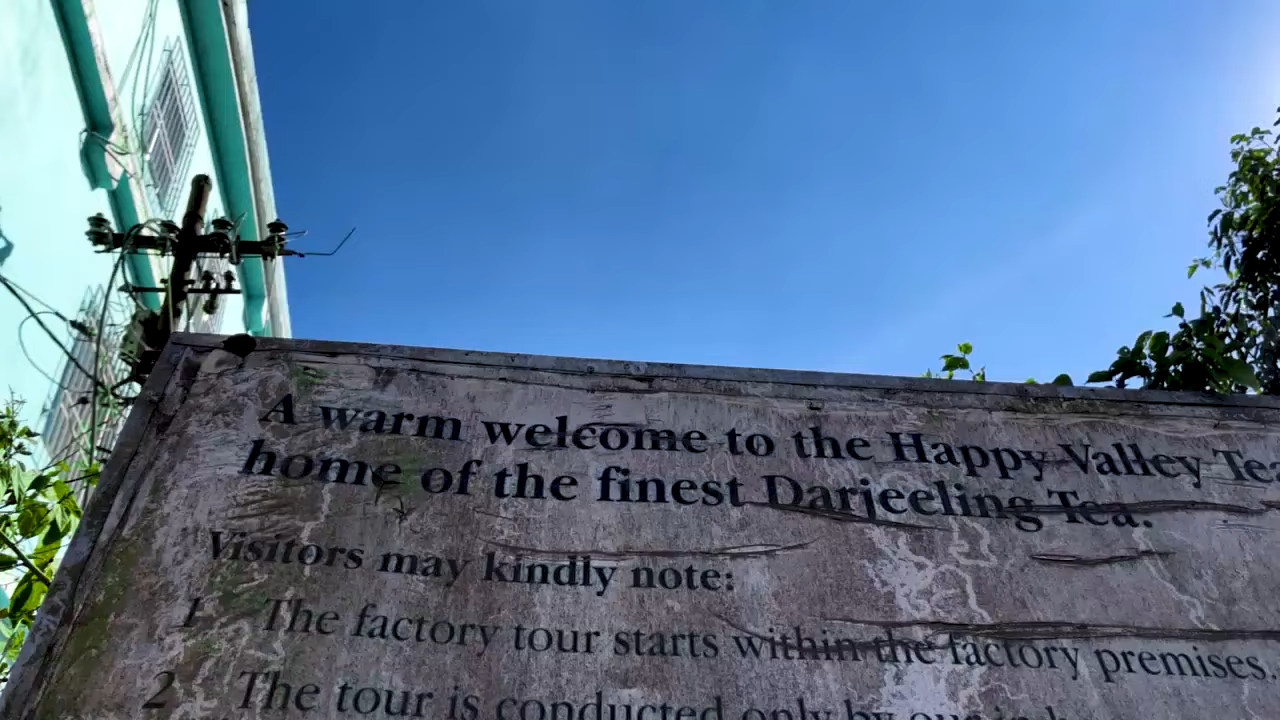 A warm welcome to the Happy Valley Tea
home of the finest Darjeeling Tea.
Visitors may kindly note:
1 The factory tour starts within the factory premises.
2 The tour is conducted only by our